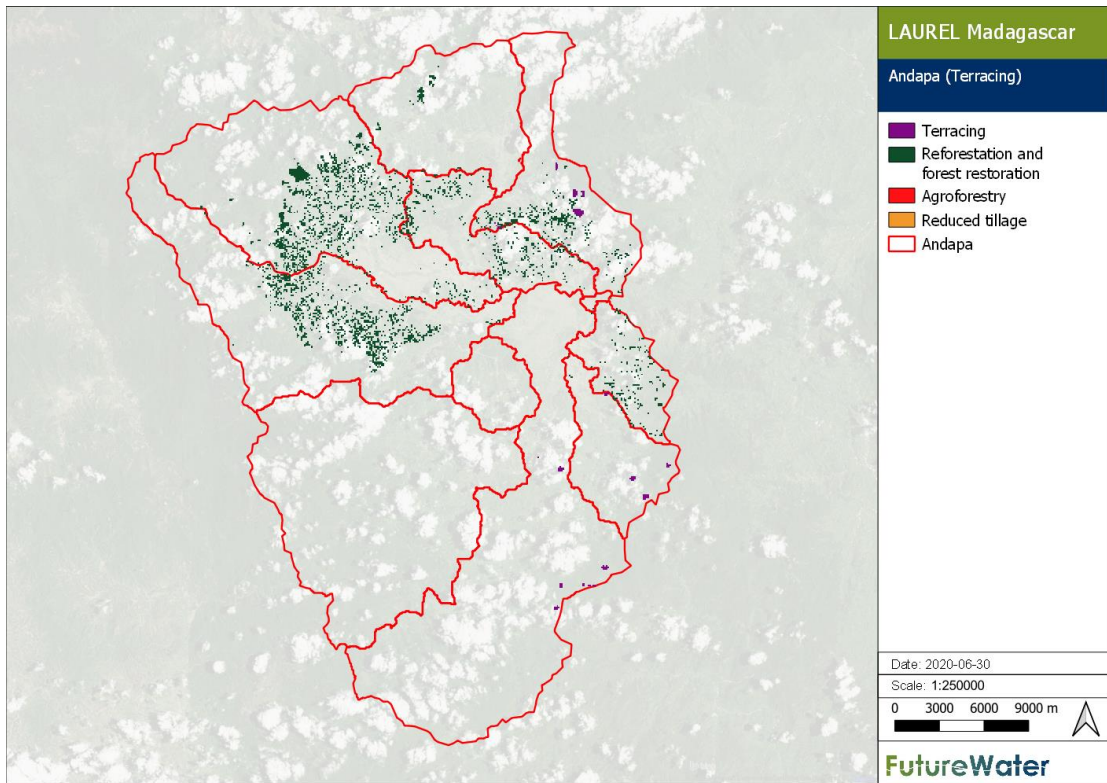 LAUREL Madagascar
Andapa (Terracing)
Terracing
Reforestation and
forest restoration
Agroforestry
Reduced tillage
Andapa
Date: 2020-06-30
Scale: 1:250000
0 3000 6000 9000 m
FutureWater